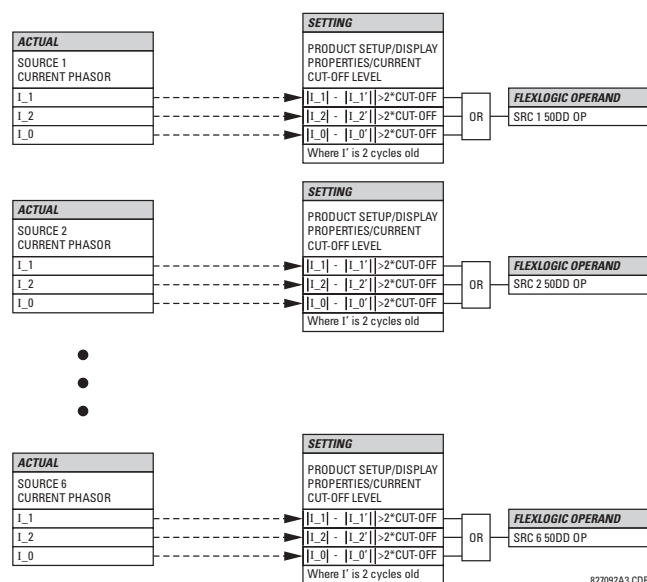 SETTING
ACTUAL
PRODUCT SETUP/DISPLAY
SOURCE 1
PROPERTIES/CURRENT
CURRENT PHASOR
CUT-OFF LEVEL
I_1
||I_1| - |I_1'||>2*CUT-OFF
FLEXLOGIC OPERAND
I_2
||I_2| - |I_2'||>2*CUT-OFF
OR
SRC 1 50DD OP
I_0
||I_0| - |I_0'||>2*CUT-OFF
Where I' is 2 cycles old
SETTING
ACTUAL
PRODUCT SETUP/DISPLAY
SOURCE 2
PROPERTIES/CURRENT
CURRENT PHASOR
CUT-OFF LEVEL
I_1
||I_1| - |I_1'||>2*CUT-OFF
FLEXLOGIC OPERAND
I_2
||I_2| - |I_2'||>2*CUT-OFF
OR
SRC 2 50DD OP
I_0
||I_0| - |I_0'||>2*CUT-OFF
Where I' is 2 cycles old
SETTING
ACTUAL
PRODUCT SETUP/DISPLAY
SOURCE 6
PROPERTIES/CURRENT
CURRENT PHASOR
CUT-OFF LEVEL
I_1
||I_1| - |I_1'||>2*CUT-OFF
FLEXLOGIC OPERAND
I_2
||I_2| - |I_2'||>2*CUT-OFF
OR
SRC 6 50DD OP
I_0
||I_0| - |I_0'||>2*CUT-OFF
Where I' is 2 cycles old
827092A3.CDR